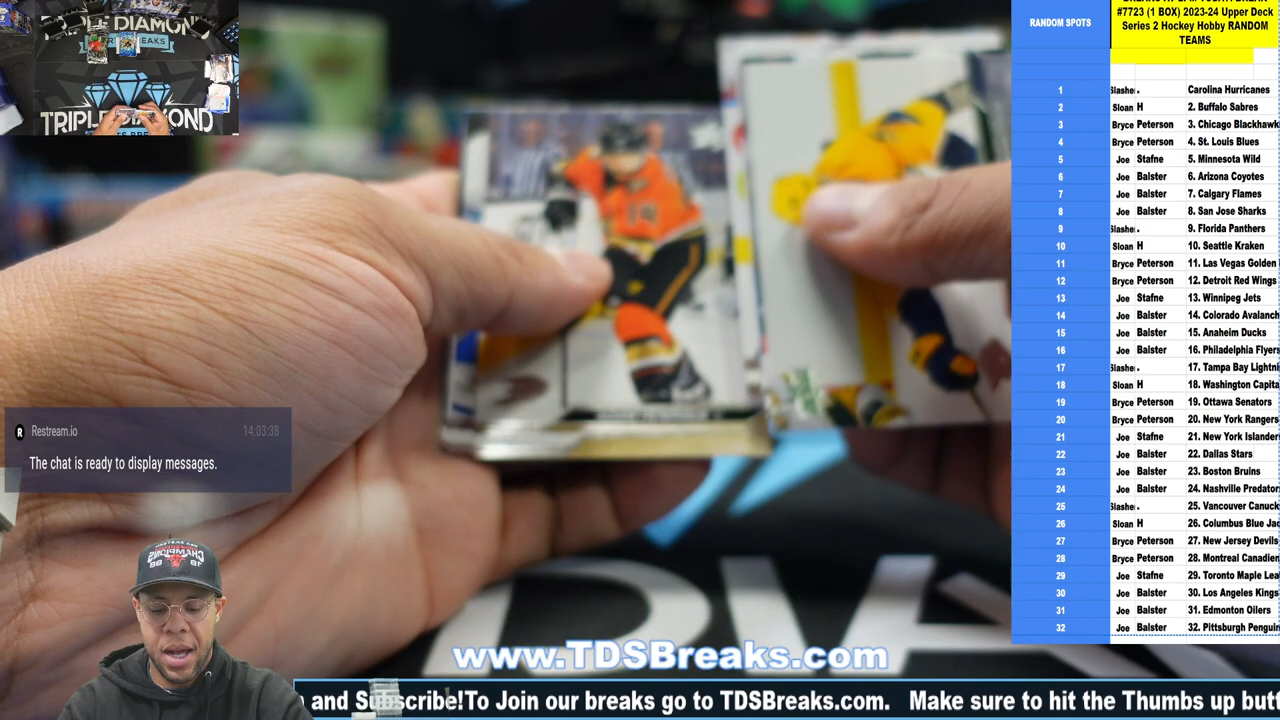 TRIPLE DIAMOND
BREAKS
TRIPLE DIAMOND
RANDOM SPOTS
#7723 (1 BOX) 2023-24 Upper Deck
Series 2 Hockey Hobby RANDOM
TEAMS
1 Slashe . Carolina Hurricanes
2 Sloan H 2. Buffalo Sabres
3 Bryce Peterson 3. Chicago Blackhawk
4 Bryce Peterson 4. St. Louis Blues
5 Joe Stafne 5. Minnesota Wild
6 Joe Balster 6. Arizona Coyotes
7 Joe Balster 7. Calgary Flames
8 Joe Balster 8. San Jose Sharks
9 Slashe . 9. Florida Panthers
10 Sloan H 10. Seattle Kraken
11 Bryce Peterson 11. Las Vegas Golden
12 Bryce Peterson 12. Detroit Red Wings
13 Joe Stafne 13. Winnipeg Jets
14 Joe Balster 14. Colorado Avalanch
15 Joe Balster 15. Anaheim Ducks
16 Joe Balster 16. Philadelphia Flyers
17 Slashe . 17. Tampa Bay Lightni
18 Sloan H 18. Washington Capita
19 Bryce Peterson 19. Ottawa Senators
20 Bryce Peterson 20. New York Rangers
21 Joe Stafne 21. New York Islander
22 Joe Balster 22. Dallas Stars
23 Joe Balster 23. Boston Bruins
24 Joe Balster 24. Nashville Predator
25 Slashe . 25. Vancouver Canuck
26 Sloan H 26. Columbus Blue Jac
27 Bryce Peterson 27. New Jersey Devils
28 Bryce Peterson 28. Montreal Canadien
29 Joe Stafne 29. Toronto Maple Lea
30 Joe Balster 30. Los Angeles Kings
31 Joe Balster 31. Edmonton Oilers
32 Joe Balster 32. Pittsburgh Penguin
R Restream.io 14:03:38
The chat is ready to display messages.
www.TDSBreaks.com
and Subscribe!To Join our breaks go to TDSBreaks.com. Make sure to hit the Thumbs up but